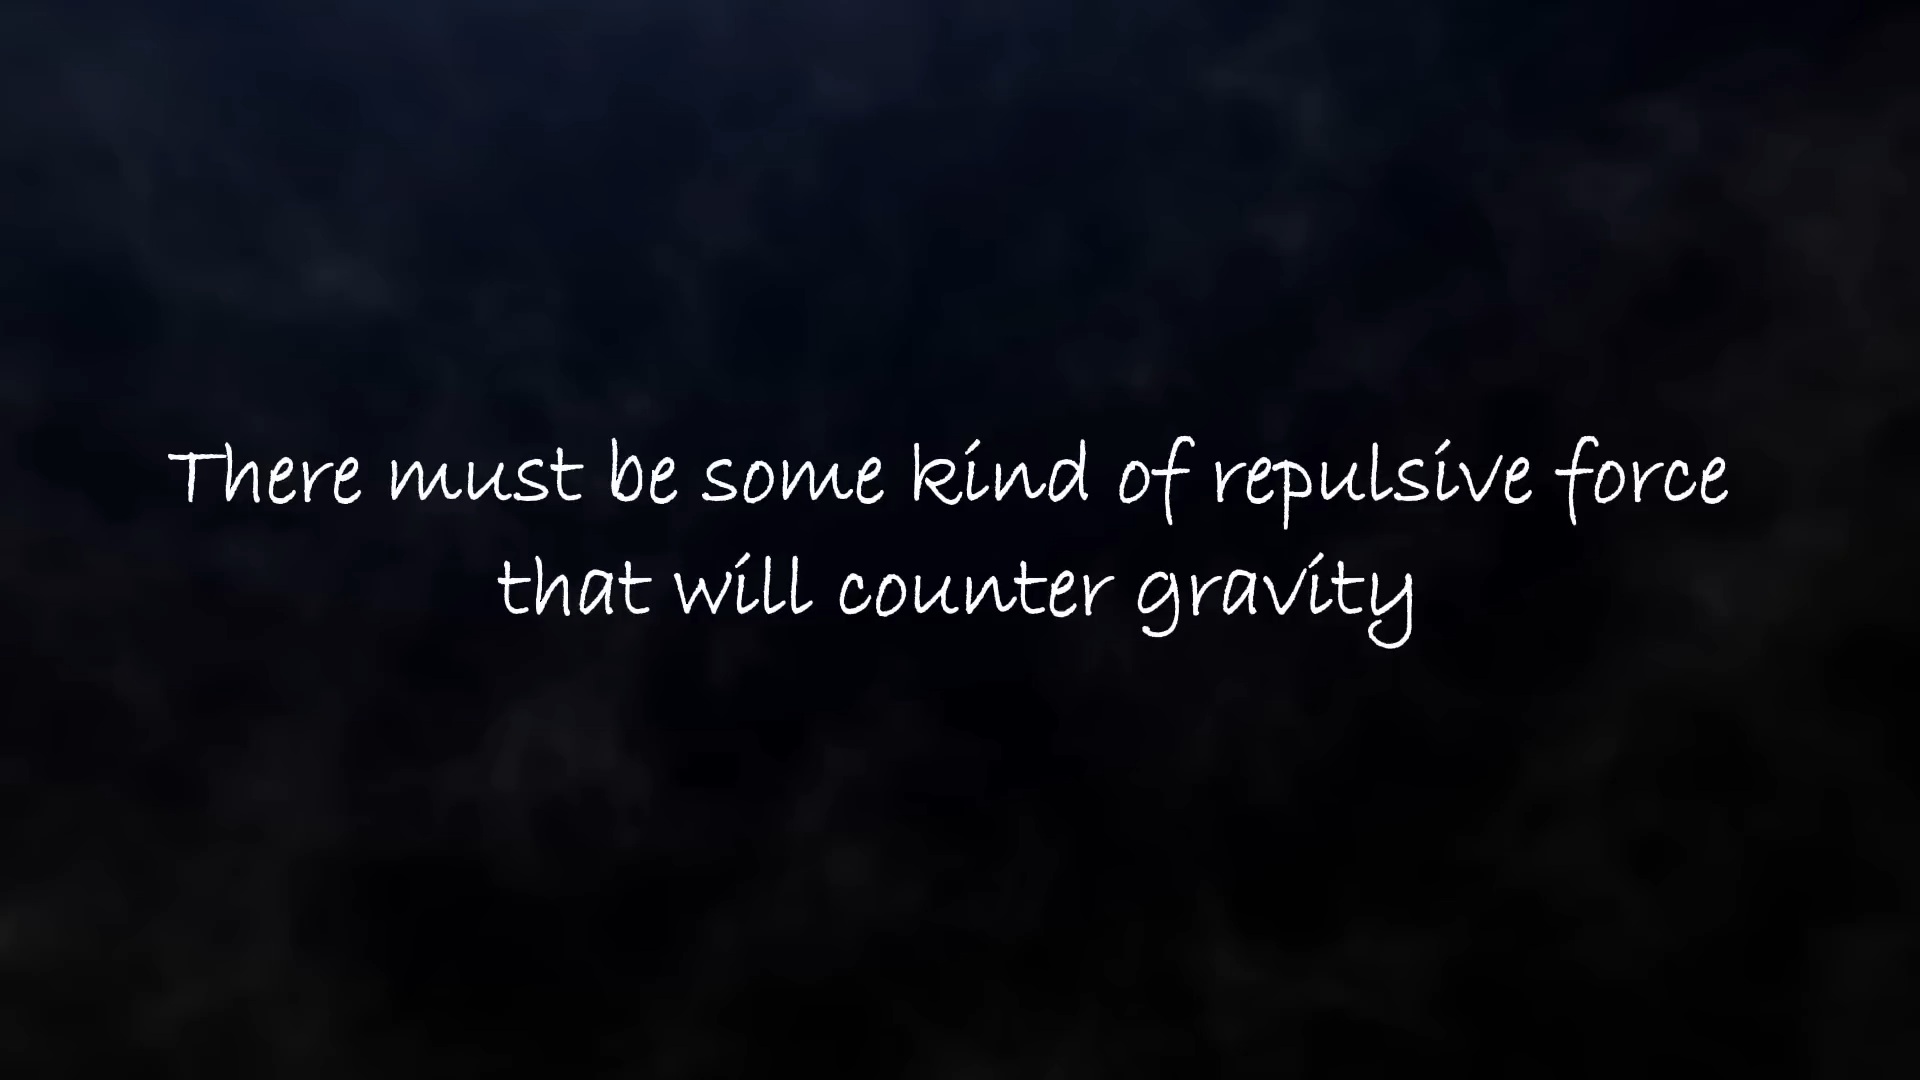 There must be some kind of repulsive force
that will counter gravity